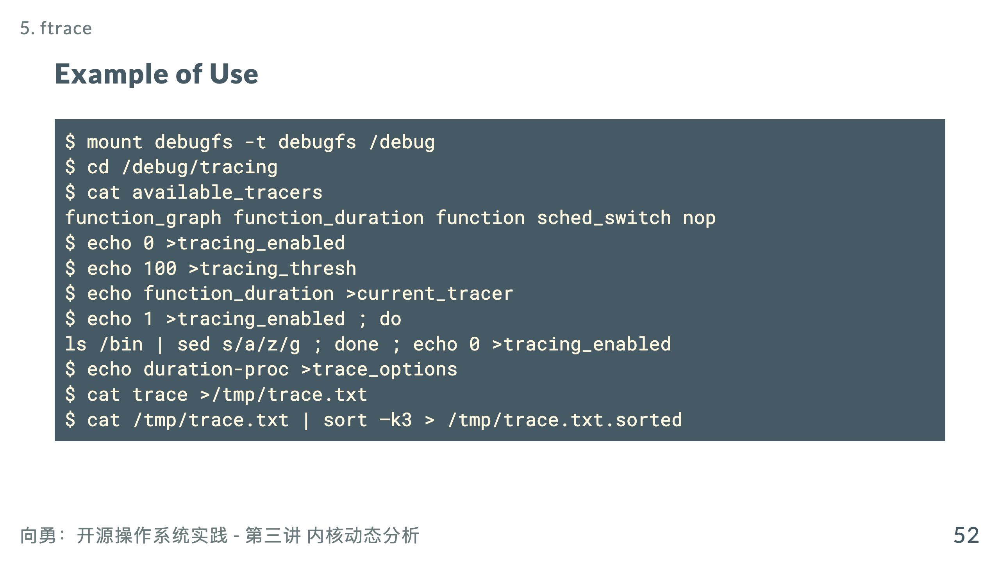 5. ftrace
Example of Use
$ mount debugfs -t debugfs /debug
$ cd /debug/tracing
$ cat available_tracers
function_graph function_duration function sched_switch nop
$ echo 0 >tracing_enabled
$ echo 100 >tracing_thresh
$ echo function_duration >current_tracer
$ echo 1 >tracing_enabled ; do
ls /bin | sed s/a/z/g ; done ; echo 0 >tracing_enabled
$ echo duration-proc >trace_options
$ cat trace >/tmp/trace.txt
$ cat /tmp/trace.txt | sort –k3 > /tmp/trace.txt.sorted
向勇：开源操作系统实践 - 第三讲 内核动态分析
52